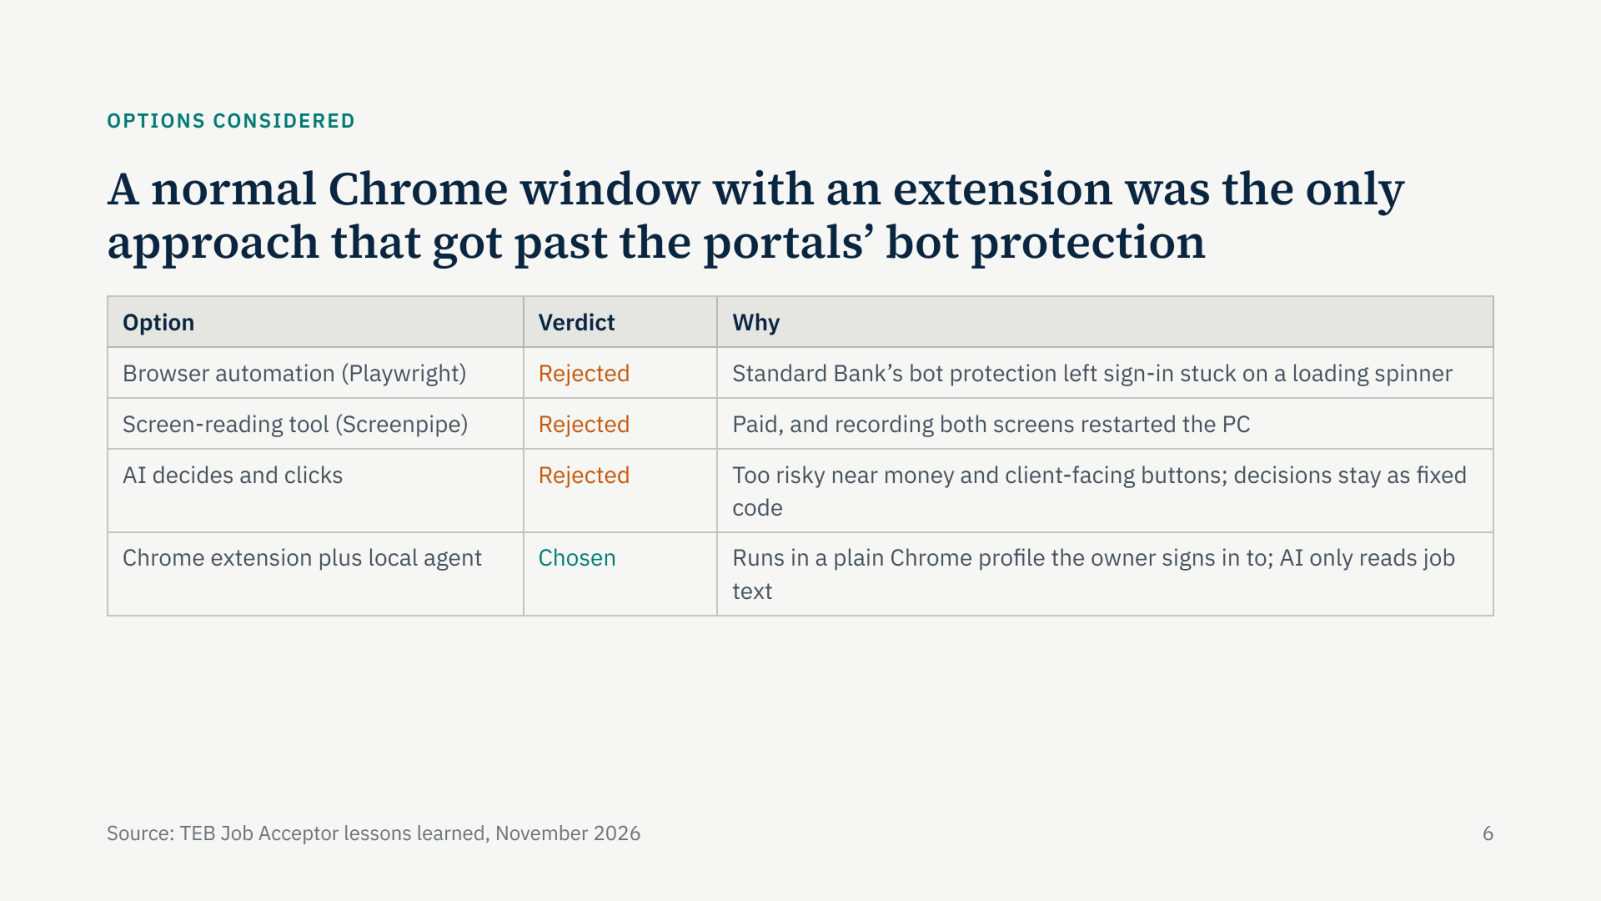 OPTIONS CONSIDERED
A normal Chrome window with an extension was the only
approach that got past the portals’ bot protection
Option Verdict Why
Browser automation (Playwright) Rejected Standard Bank’s bot protection left sign-in stuck on a loading spinner
Screen-reading tool (Screenpipe) Rejected Paid, and recording both screens restarted the PC
AI decides and clicks Rejected Too risky near money and client-facing buttons; decisions stay as fixed
code
Chrome extension plus local agent Chosen Runs in a plain Chrome profile the owner signs in to; AI only reads job
text
Source: TEB Job Acceptor lessons learned, November 2026 6